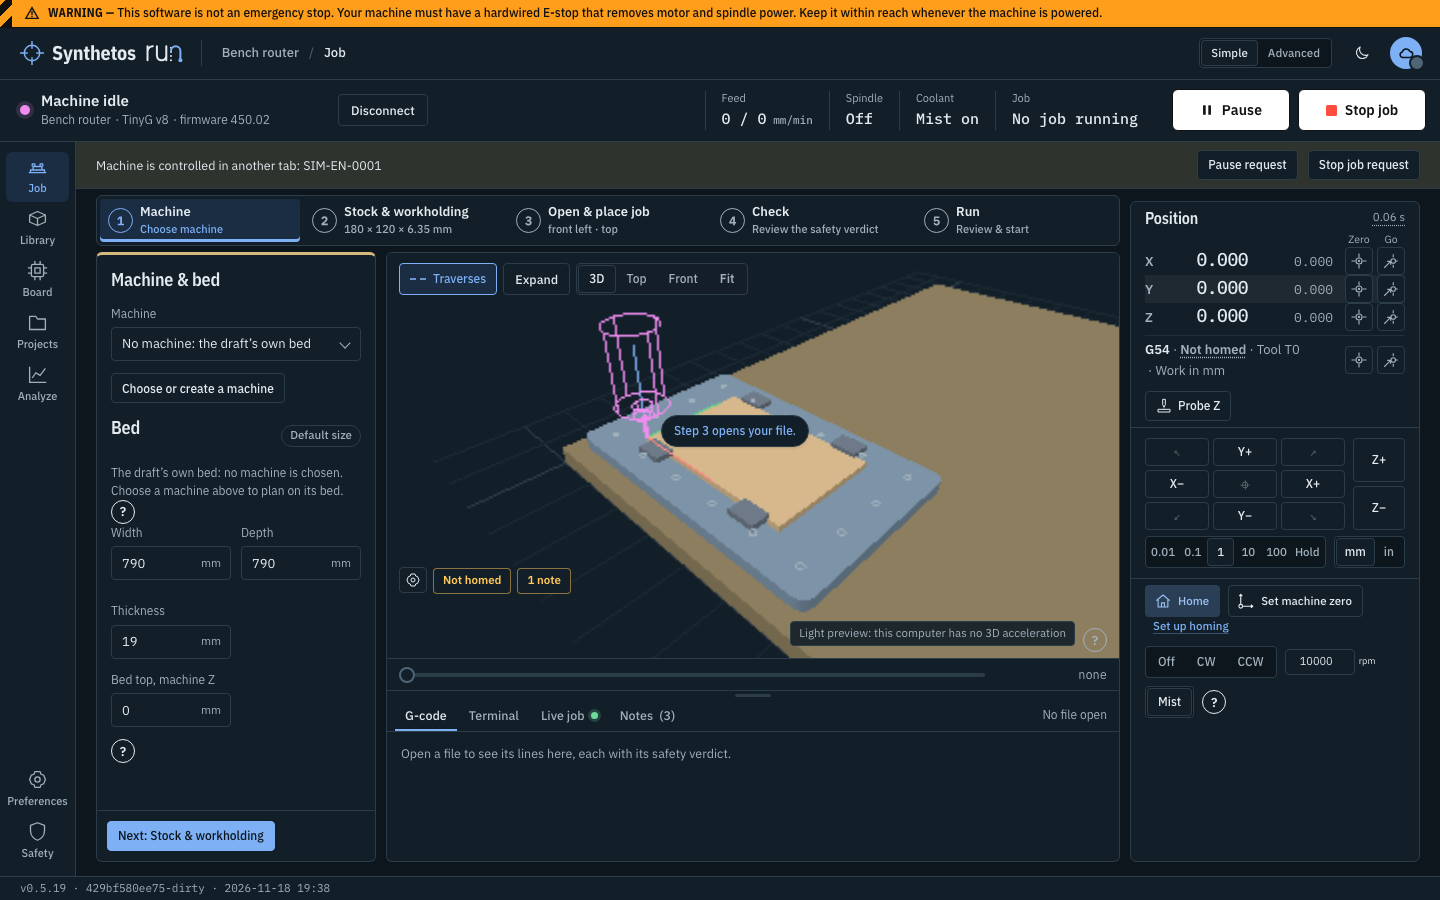 WARNING — This software is not an emergency stop. Your machine must have a hardwired E-stop that removes motor and spindle power. Keep it within reach whenever the machine is powered.
Synthetos run
Bench router / Job
Simple Advanced
Machine idle
Bench router · TinyG v8 · firmware 450.02
Disconnect
Feed
0 / 0 mm/min
Spindle
Off
Coolant
Mist on
Job
No job running
Pause
Stop job
Machine is controlled in another tab: SIM-EN-0001
Pause request
Stop job request
Job
Library
Board
Projects
Analyze
Preferences
Safety
1 Machine
Choose machine
2 Stock & workholding
180 × 120 × 6.35 mm
3 Open & place job
front left · top
4 Check
Review the safety verdict
5 Run
Review & start
Machine & bed
Machine
No machine: the draft’s own bed
Choose or create a machine
Bed
Default size
The draft’s own bed: no machine is chosen.
Choose a machine above to plan on its bed.
?
Width
Depth
790 mm
790 mm
Thickness
19 mm
Bed top, machine Z
0 mm
?
Next: Stock & workholding
Traverses
Expand
3D Top Front Fit
Step 3 opens your file.
Not homed
1 note
Light preview: this computer has no 3D acceleration
?
none
G-code Terminal Live job Notes (3)
No file open
Open a file to see its lines here, each with its safety verdict.
Position
0.06 s
Zero Go
X 0.000 0.000
Y 0.000 0.000
Z 0.000 0.000
G54 · Not homed · Tool T0
· Work in mm
Probe Z
Y+
Z+
X−
X+
Y−
Z−
0.01 0.1 1 10 100 Hold
mm in
Home
Set machine zero
Set up homing
Off CW CCW
10000 rpm
Mist
?
v0.5.19 · 429bf580ee75-dirty · 2026-11-18 19:38